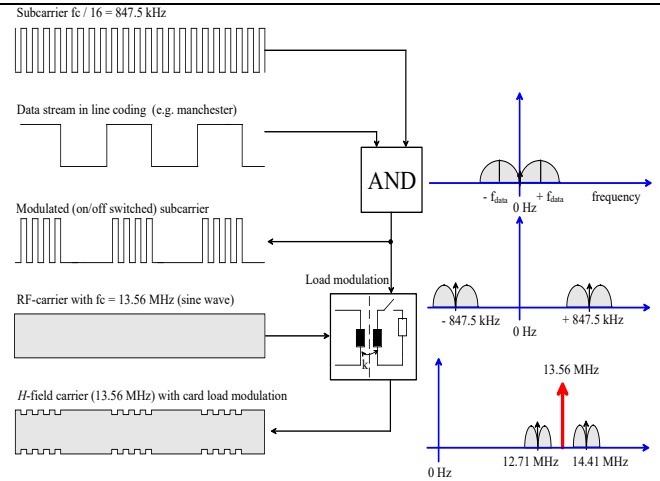 Subcarrier fc / 16 = 847.5 kHz
Data stream in line coding (e.g. manchester)
AND
Modulated (on/off switched) subcarrier
Load modulation
RF-carrier with fc = 13.56 MHz (sine wave)
k
H-field carrier (13.56 MHz) with card load modulation
- fdata
+ fdata
frequency
0 Hz
- 847.5 kHz
+ 847.5 kHz
0 Hz
13.56 MHz
12.71 MHz
14.41 MHz
0 Hz